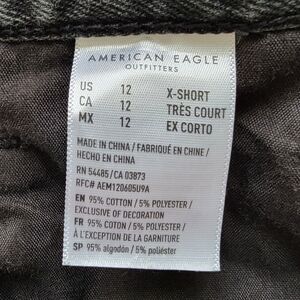 AMERICAN EAGLE
OUTFITTERS
US 12 X-SHORT
CA 12 TRÈS COURT
MX 12 EX CORTO
MADE IN CHINA / FABRIQUÉ EN CHINE /
HECHO EN CHINA
RN 54485/CA 03873
RFC# AEM120605U9A
EN 95% COTTON / 5% POLYESTER /
EXCLUSIVE OF DECORATION
FR 95% COTTON / 5% POLYESTER /
À L'EXCEPTION DE LA GARNITURE
SP 95% algodón / 5% poliéster